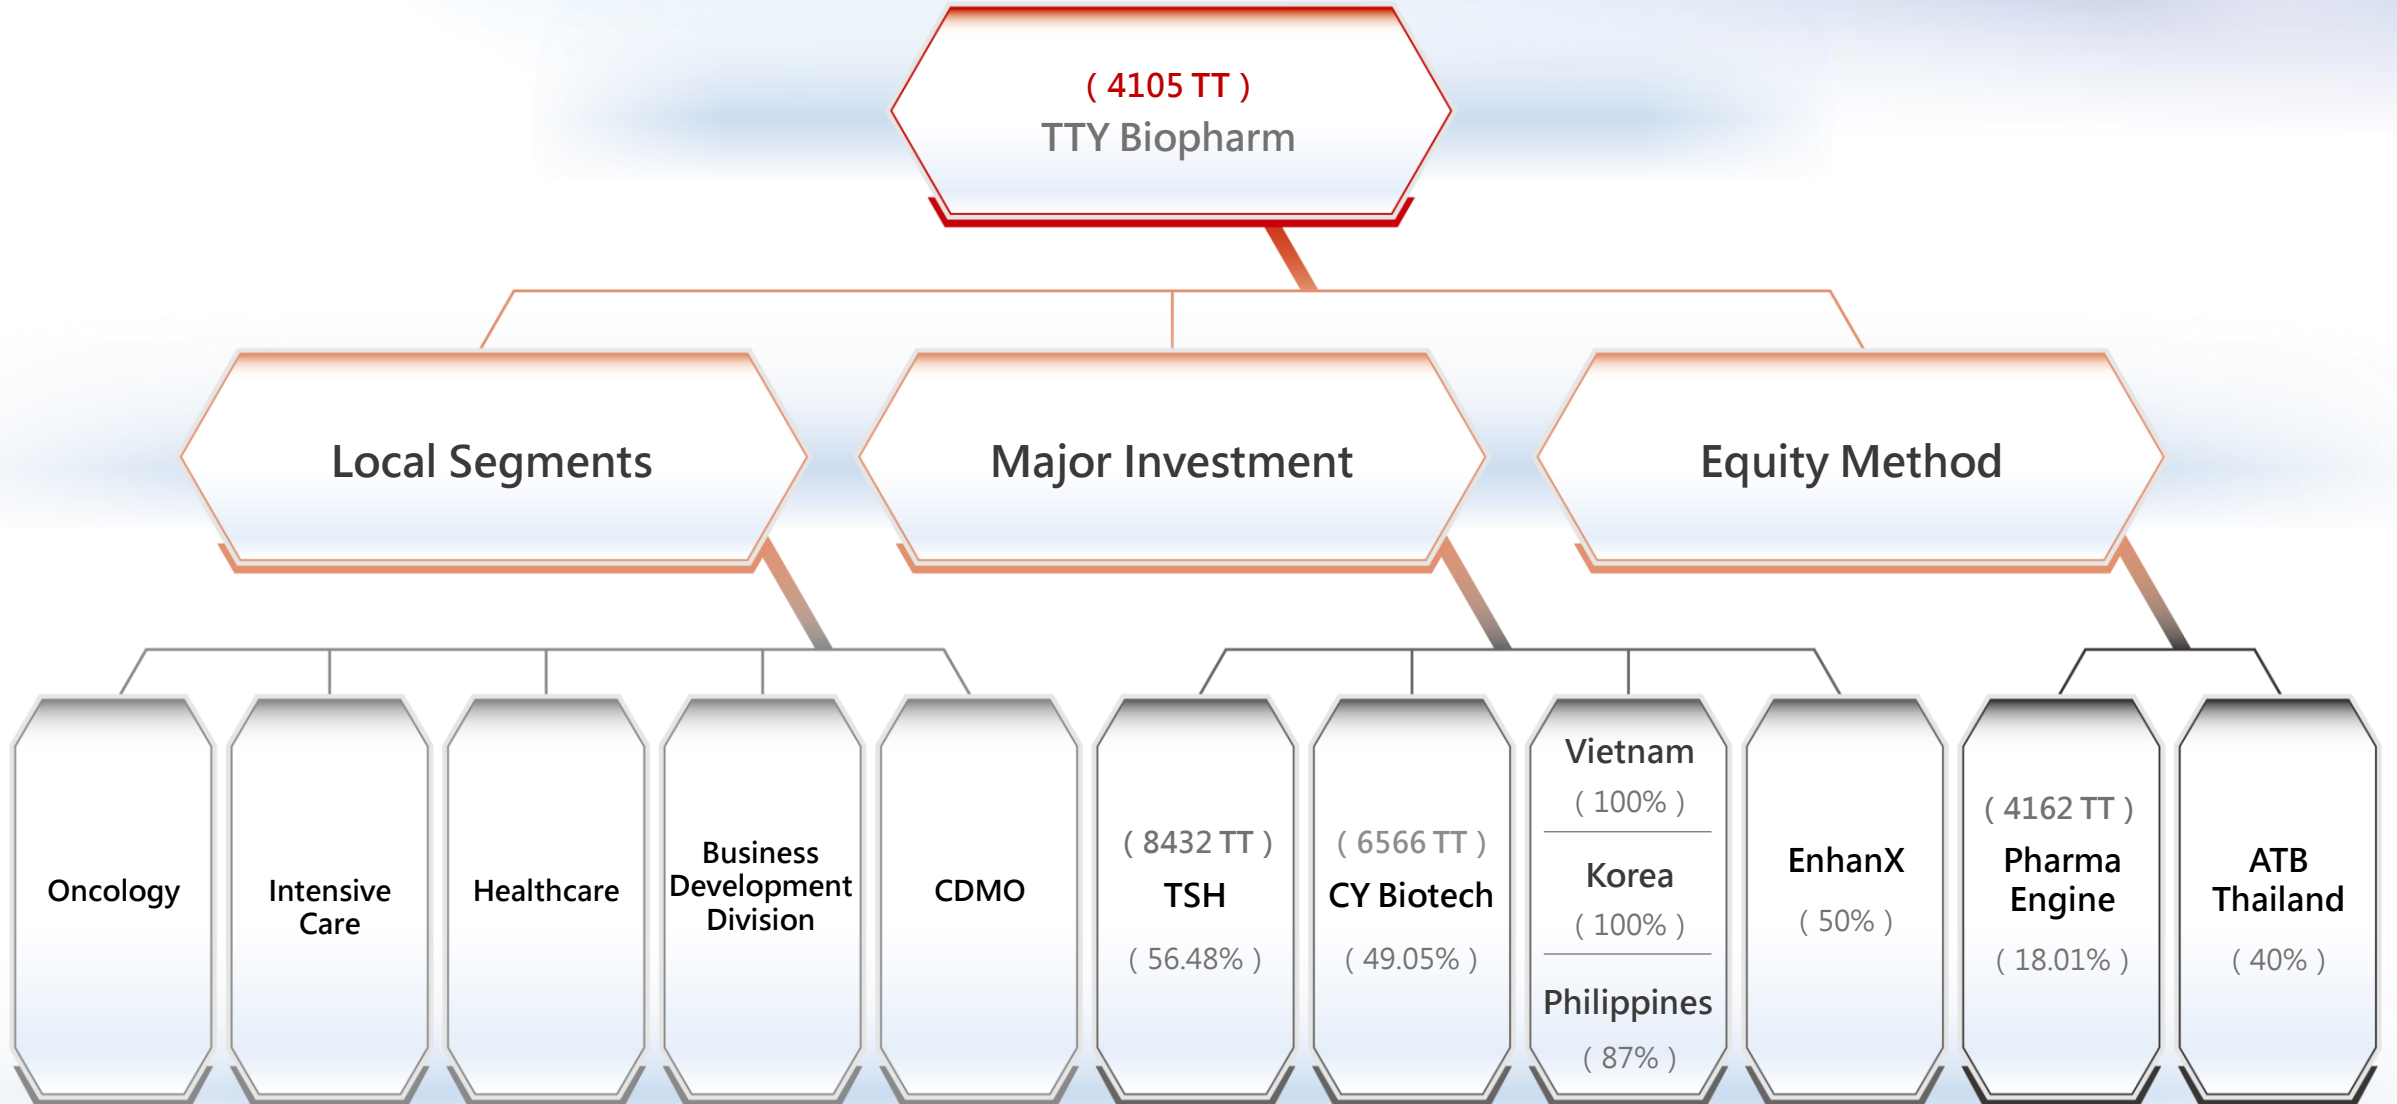 ( 4105 TT )
TTY Biopharm
Local Segments
Major Investment
Equity Method
Oncology
Intensive
Care
Healthcare
Business
Development
Division
CDMO
( 8432 TT )
TSH
( 56.48% )
( 6566 TT )
CY Biotech
( 49.05% )
Vietnam
( 100% )
Korea
( 100% )
Philippines
( 87% )
EnhanX
( 50% )
( 4162 TT )
Pharma
Engine
( 18.01% )
ATB
Thailand
( 40% )